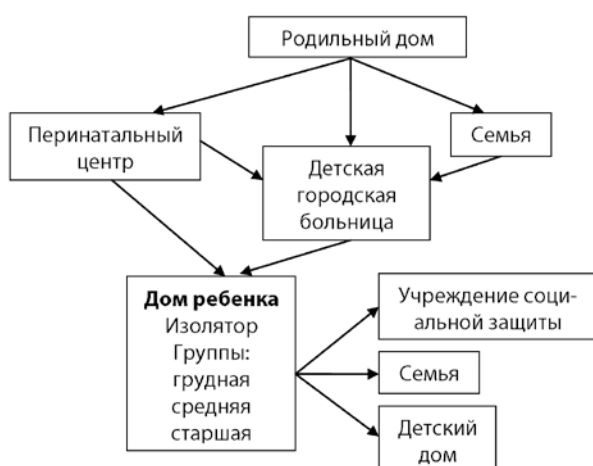 Родильный дом
Перинатальный
центр
Семья
Детская
городская
больница
Дом ребенка
Изолятор
Группы:
грудная
средняя
старшая
Учреждение соци-
альной защиты
Семья
Детский
дом